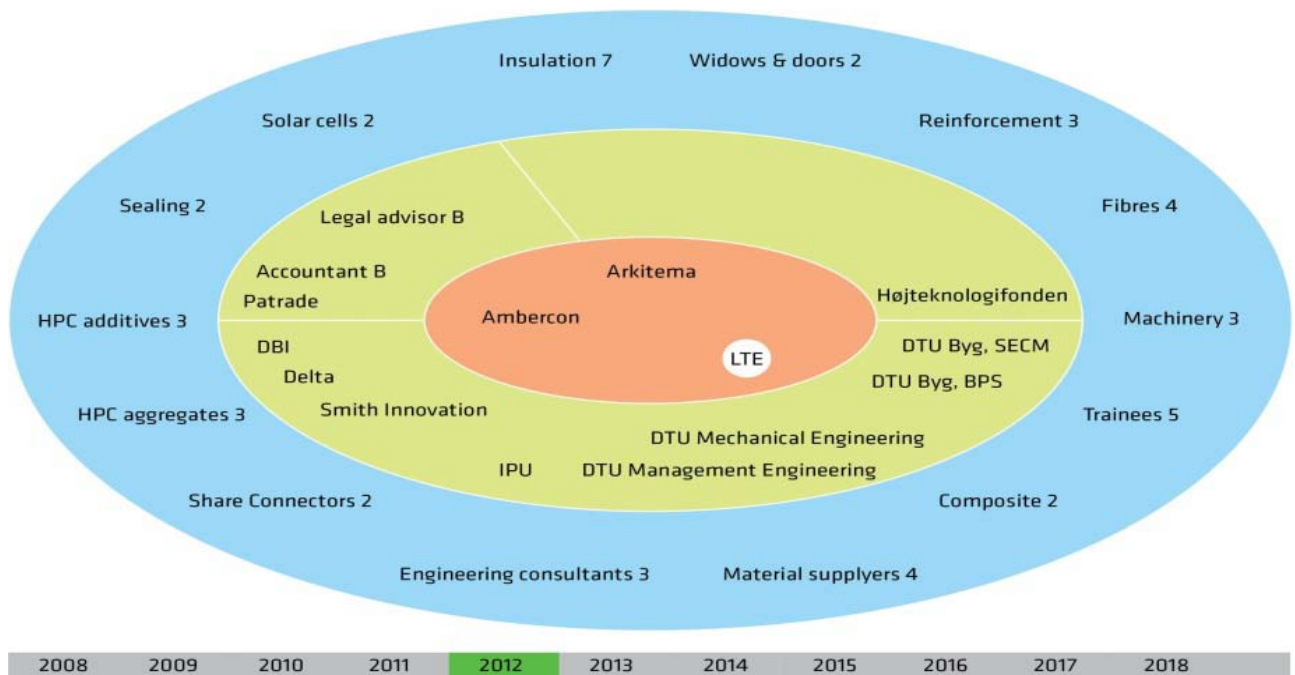 Insulation 7 Widows & doors 2
Solar cells 2 Reinforcement 3
Sealing 2 Fibres 4
Legal advisor B
Accountant B Arkitema
Patrade Højteknologifonden
HPC additives 3 Ambercon Machinery 3
DBI DTU Byg, SECM
LTE
Delta DTU Byg, BPS
HPC aggregates 3 Smith Innovation Trainees 5
DTU Mechanical Engineering
IPU DTU Management Engineering
Share Connectors 2 Composite 2
Engineering consultants 3 Material supplyers 4
2008 2009 2010 2011 2012 2013 2014 2015 2016 2017 2018